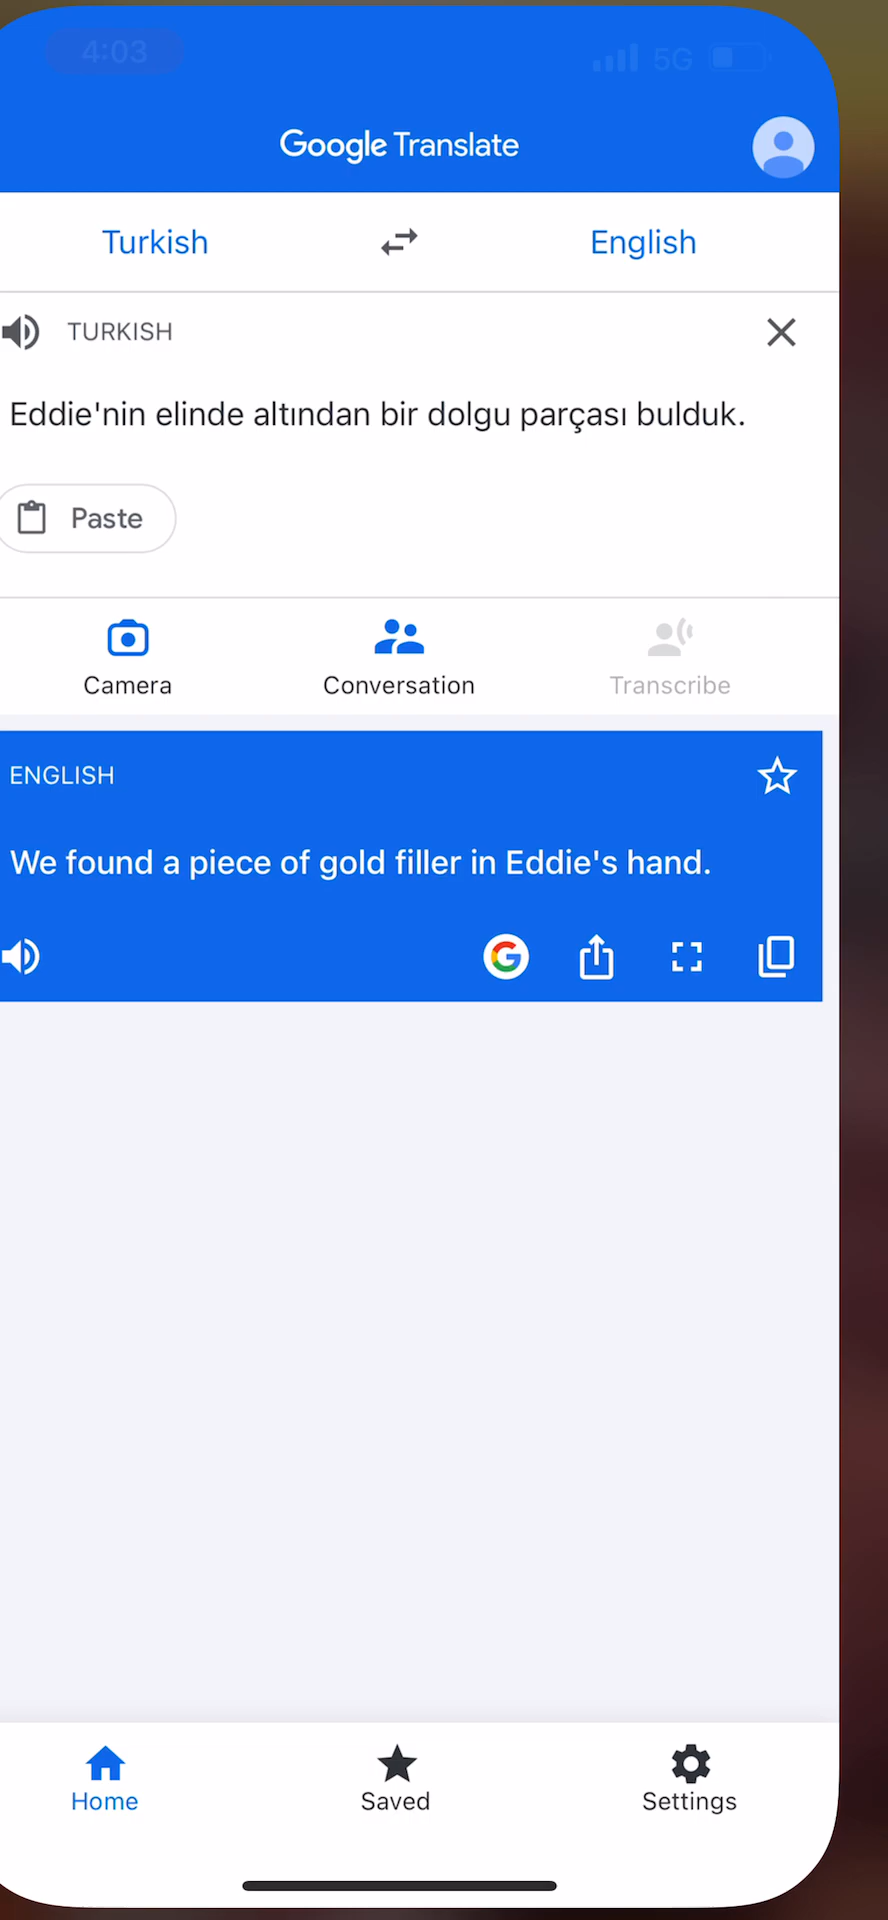 4:03 5G
Google Translate
Turkish English
TURKISH
Eddie'nin elinde altından bir dolgu parçası bulduk.
Paste
Camera Conversation Transcribe
ENGLISH
We found a piece of gold filler in Eddie's hand.
Home Saved Settings